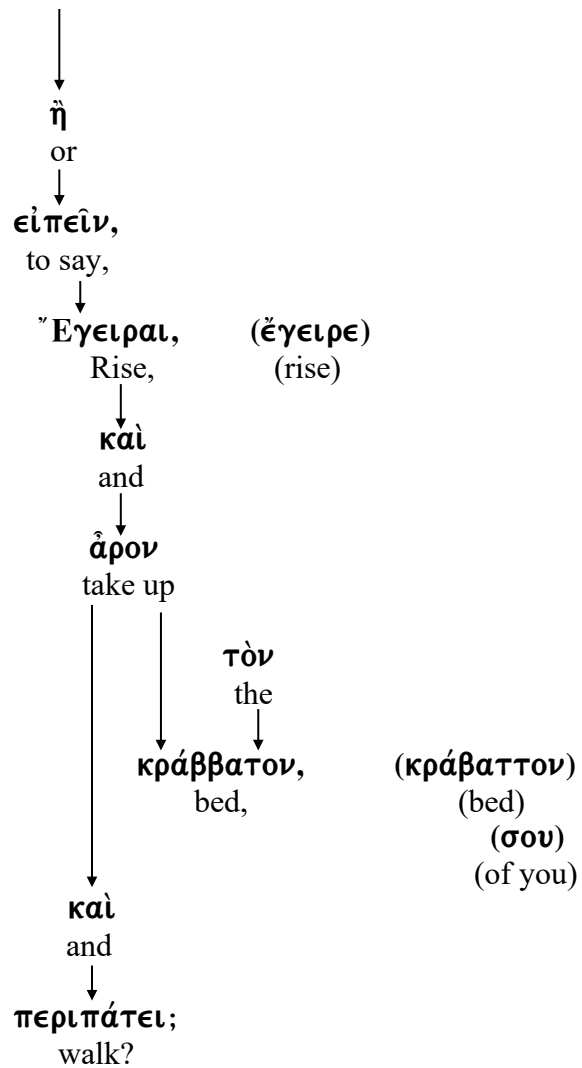 ἢ
or
εἰπεῖν,
to say,
Ἔγειραι, (ἔγειρε)
Rise, (rise)
καὶ
and
ἆρον
take up
τὸν
the
κράββατον, (κράβαττον)
bed, (bed)
(σου)
(of you)
καὶ
and
περιπάτει;
walk?